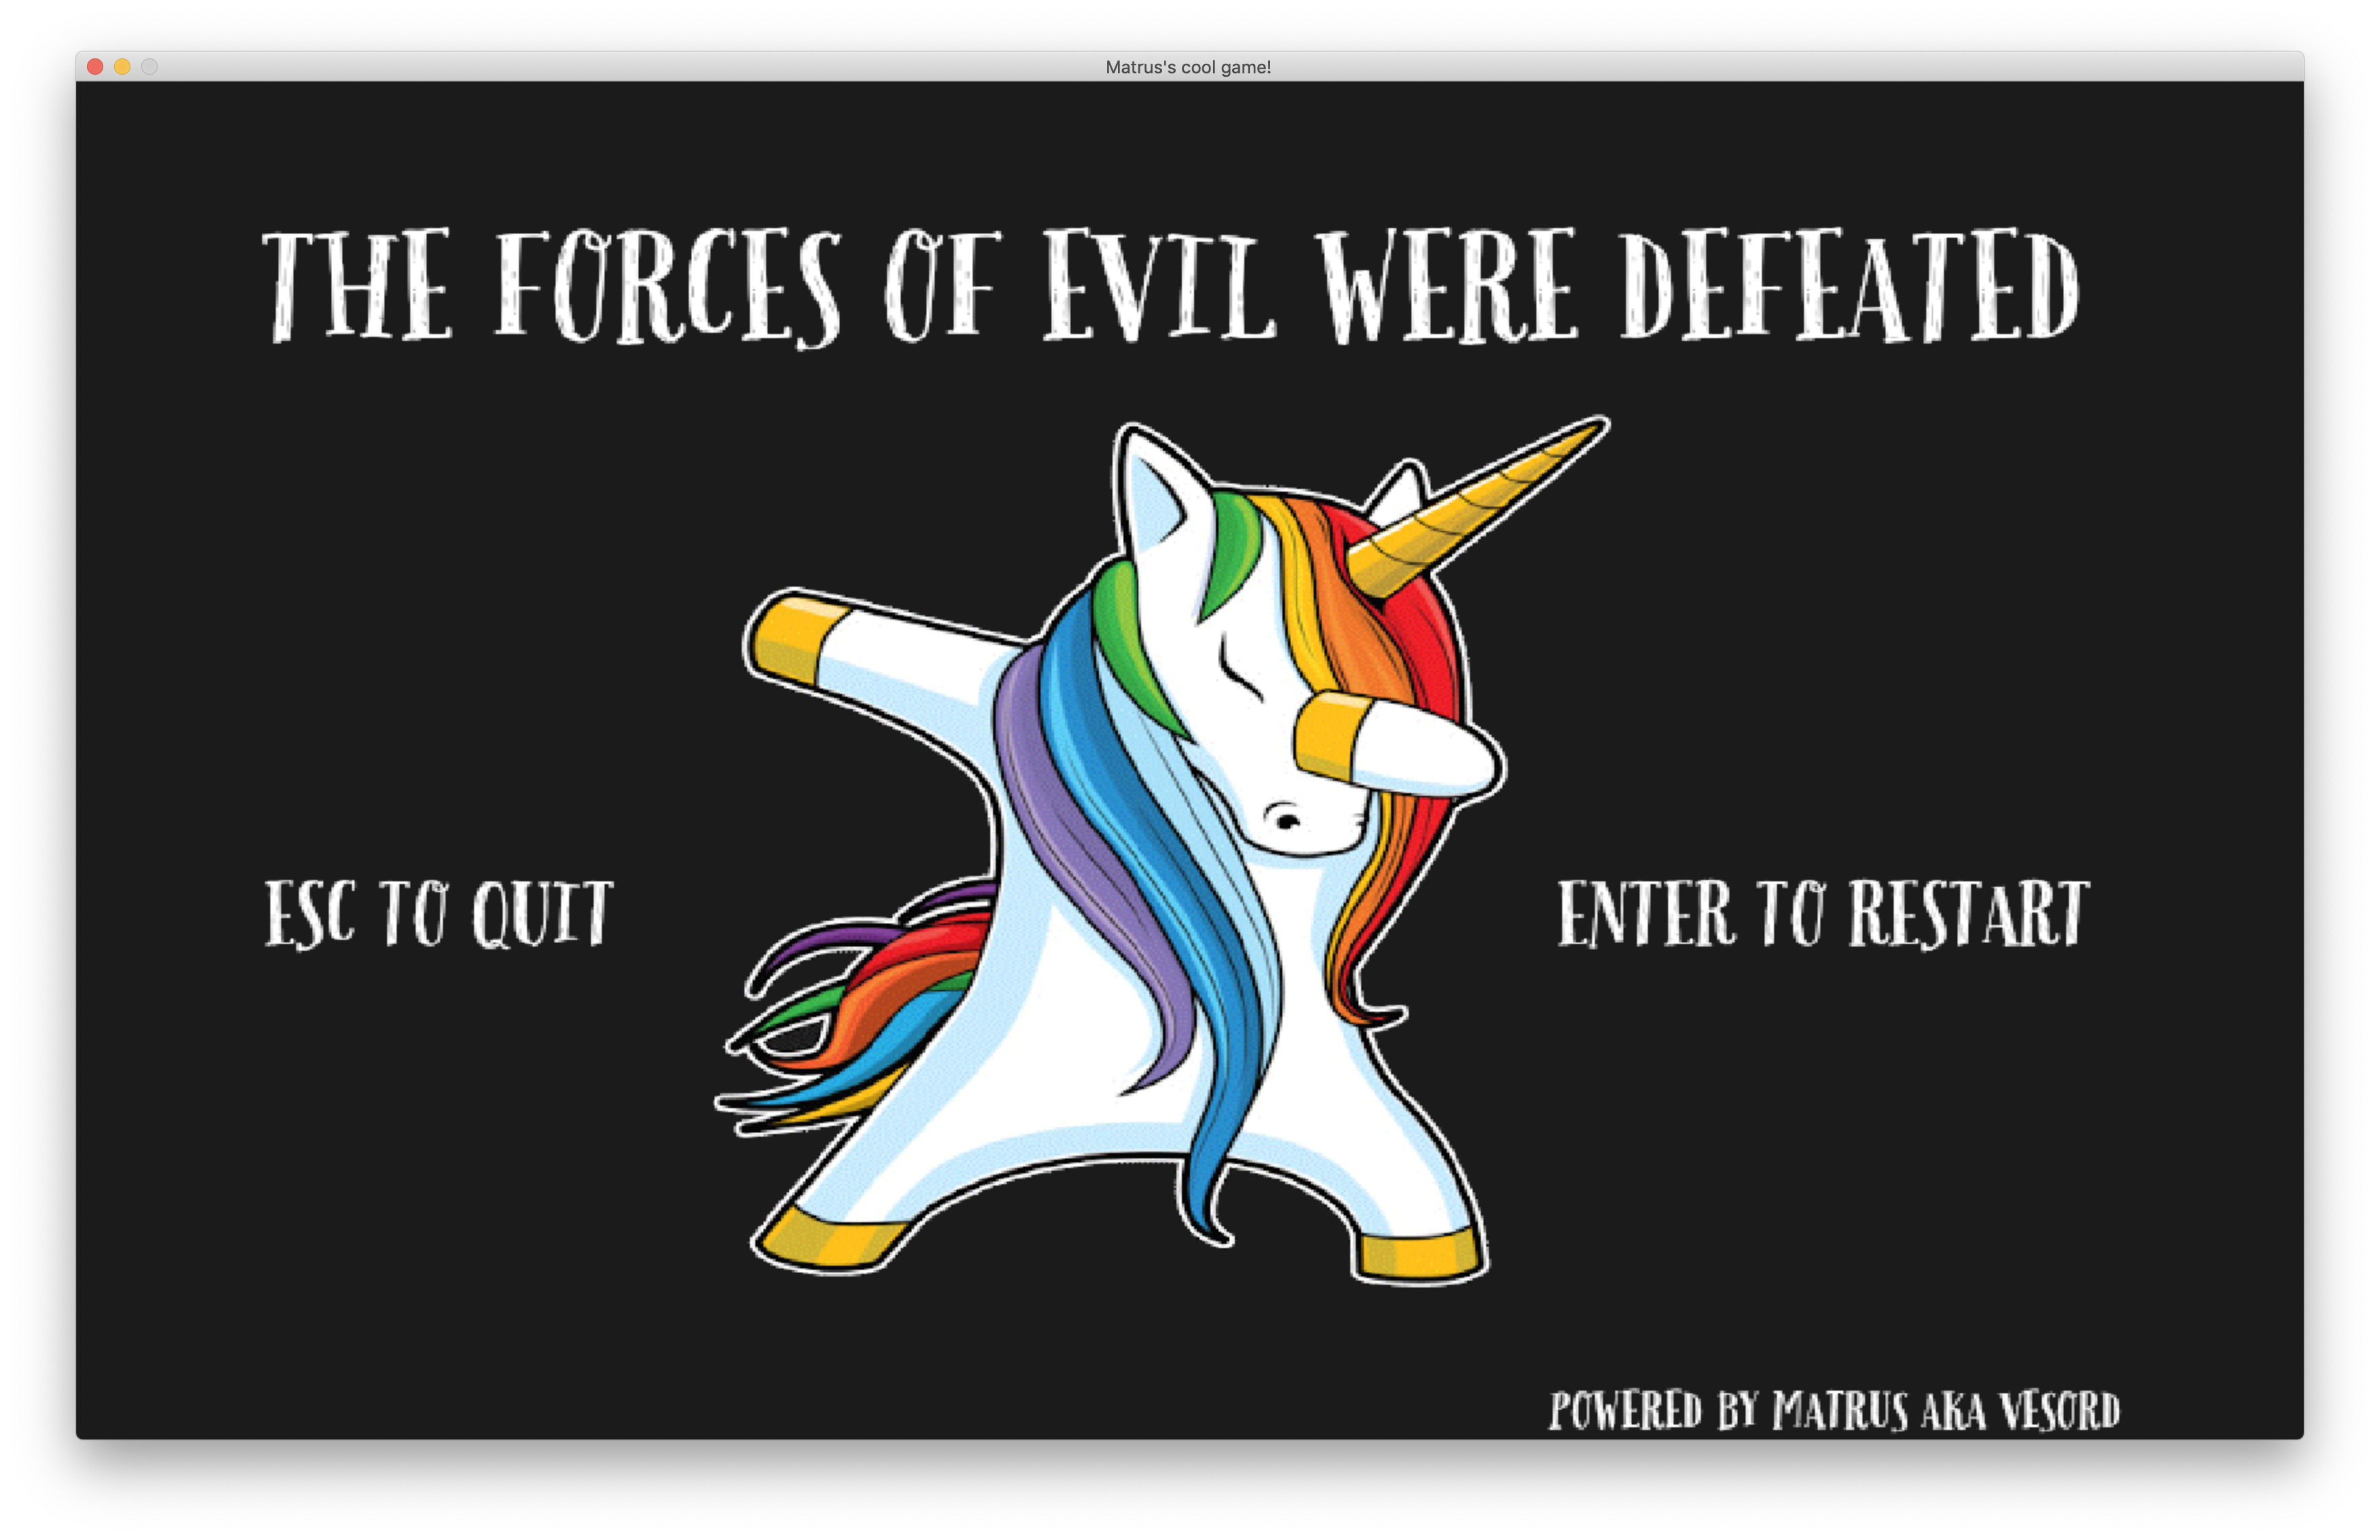 Matrus's cool game!
THE FORCES OF EVIL WERE DEFEATED
ESC TO QUIT
ENTER TO RESTART
POWERED BY MATRUS AKA VESORD